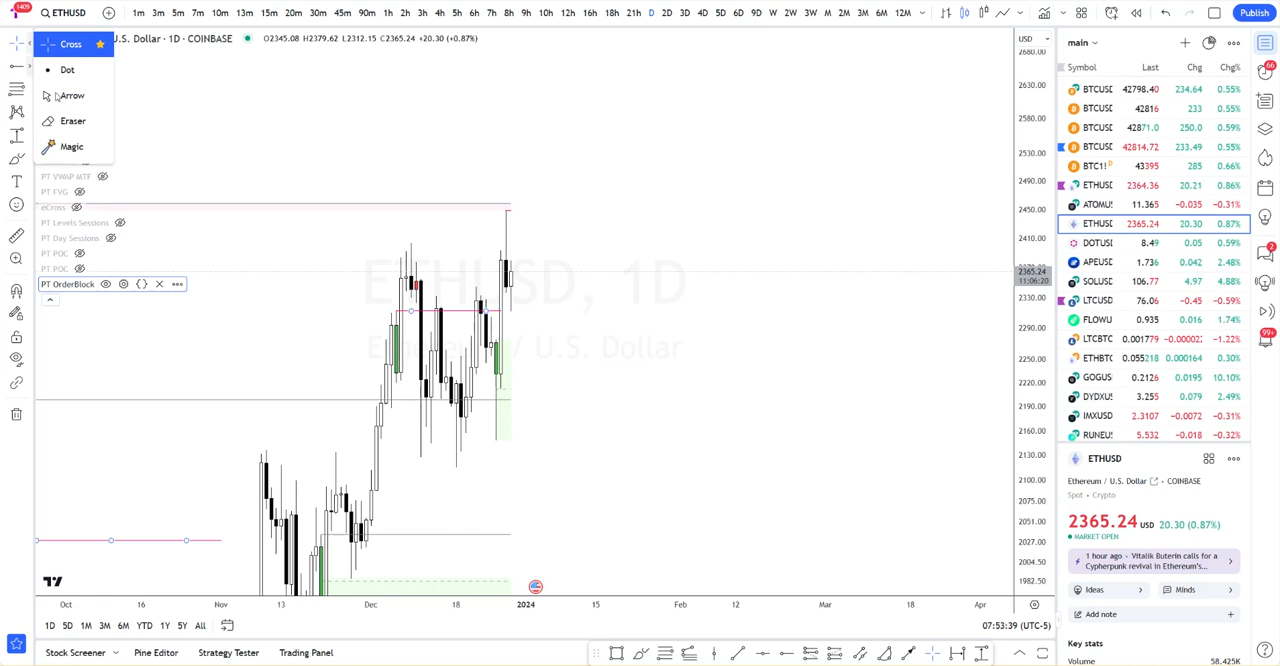 1409
ETHUSD
1m 3m 5m 7m 10m 13m 15m 20m 30m 45m 90m 1h 2h 3h 4h 5h 6h 7h 8h 9h 10h 12h 16h 18h 21h D 2D 3D 4D 5D 6D 9D W 2W 3W M 2M 3M 6M 12M
Publish
Cross
Dot
Arrow
Eraser
Magic
U.S. Dollar · 1D · COINBASE
O2345.08 H2379.62 L2312.15 C2365.24 +20.30 (+0.87%)
PT VWAP MTF
PT FVG
eCross
PT Levels Sessions
PT Day Sessions
PT POC
PT POC
PT OrderBlock
ETHUSD, 1D
Ethereum / U.S. Dollar
USD
2680.00
2630.00
2580.00
2530.00
2490.00
2450.00
2410.00
2365.24
11:06:20
2330.00
2290.00
2250.00
2220.00
2190.00
2160.00
2130.00
2100.00
2075.00
2051.00
2027.00
2004.50
1982.50
Oct 16 Nov 13 Dec 18 2024 15 Feb 12 Mar 18 Apr
1D 5D 1M 3M 6M YTD 1Y 5Y All
07:53:39 (UTC-5)
Stock Screener
Pine Editor
Strategy Tester
Trading Panel
main
Symbol Last Chg Chg%
BTCUSD 42798.40 234.64 0.55%
BTCUSD 42816 233 0.55%
BTCUSD 42871.0 250.0 0.59%
BTCUSD 42814.72 233.49 0.55%
BTC1! D 43395 285 0.66%
ETHUSD 2364.36 20.21 0.86%
ATOMUS 11.365 −0.035 −0.31%
ETHUSD 2365.24 20.30 0.87%
DOTUSD 8.49 0.05 0.59%
APEUSD 1.736 0.042 2.48%
SOLUSD 106.77 4.97 4.88%
LTCUSD 76.06 −0.45 −0.59%
FLOWU 0.935 0.016 1.74%
LTCBTC 0.001779 −0.00002 −1.22%
ETHBTC 0.055218 0.000164 0.30%
GOGUS 0.2126 0.0195 10.10%
DYDXU 3.255 0.079 2.49%
IMXUSD 2.3107 −0.0072 −0.31%
RUNEU 5.532 −0.018 −0.32%
ETHUSD
Ethereum / U.S. Dollar COINBASE
Spot • Crypto
2365.24 USD 20.30 (0.87%)
MARKET OPEN
1 hour ago • Vitalik Buterin calls for a
Cypherpunk revival in Ethereum's...
Ideas
Minds
Add note
Key stats
Volume 58.425K
66
2
99+